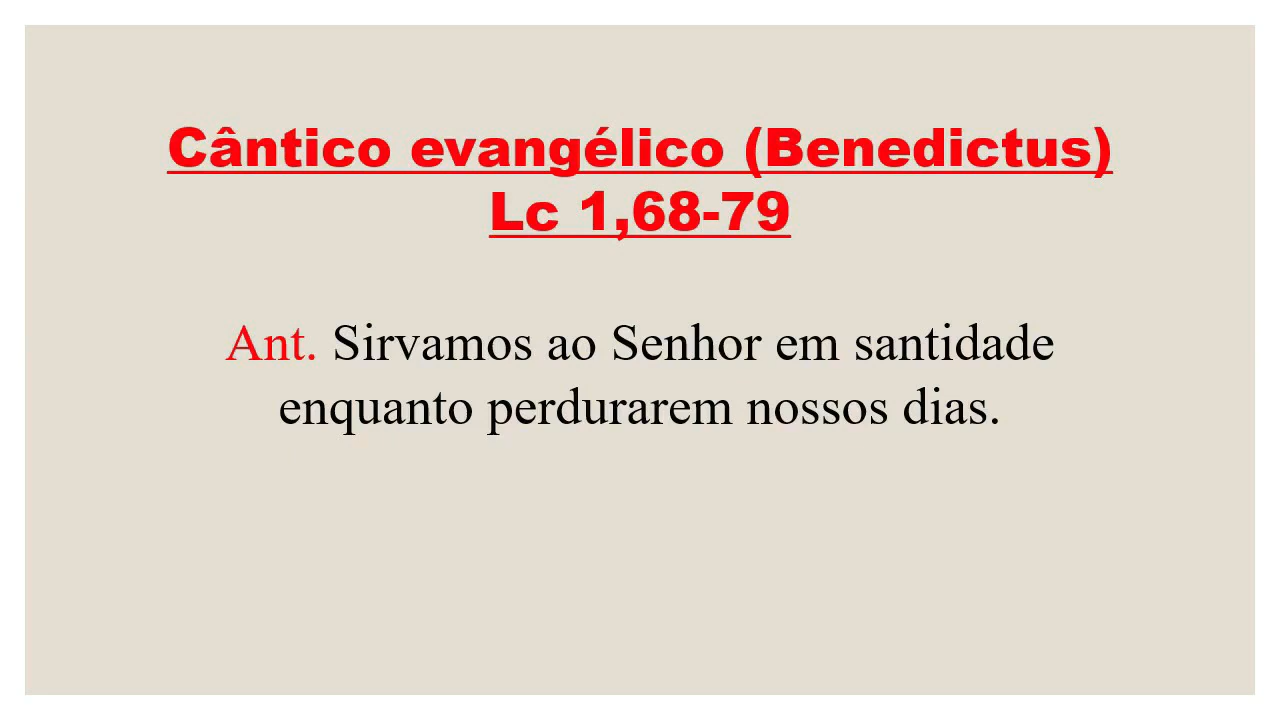 Cântico evangélico (Benedictus)
Lc 1,68-79
Ant. Sirvamos ao Senhor em santidade
enquanto perdurarem nossos dias.